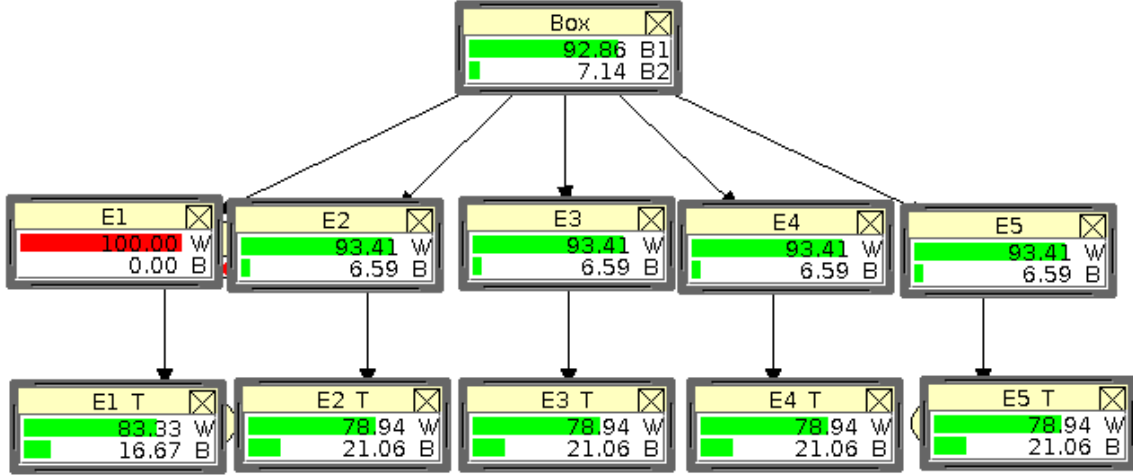 Box
92.86 B1
7.14 B2
E1
100.00 W
0.00 B
E2
93.41 W
6.59 B
E3
93.41 W
6.59 B
E4
93.41 W
6.59 B
E5
93.41 W
6.59 B
E1 T
83.33 W
16.67 B
E2 T
78.94 W
21.06 B
E3 T
78.94 W
21.06 B
E4 T
78.94 W
21.06 B
E5 T
78.94 W
21.06 B